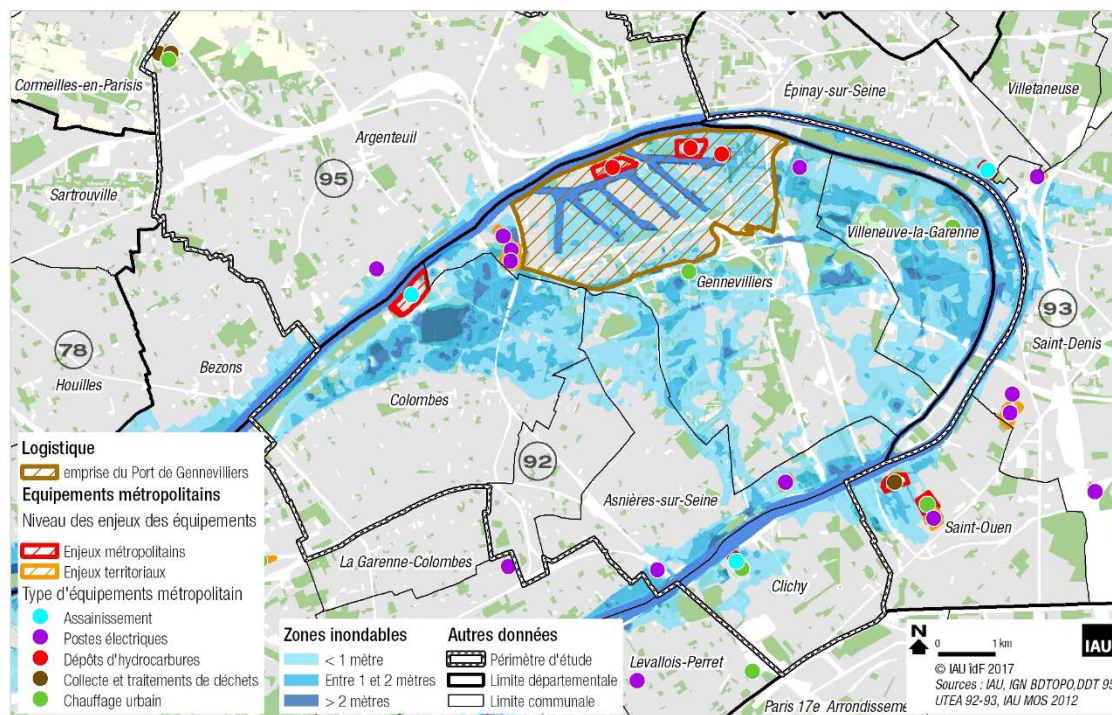 Cormeilles-en-Parisis
Argenteuil
Épinay-sur-Seine
Villetaneuse
Sartrouville
95
Villeneuve-la-Garenne
Gennevilliers
93
Saint-Denis
78
Houilles
Bezons
Colombes
92
Asnières-sur-Seine
Saint-Ouen
La Garenne-Colombes
Clichy
Levallois-Perret
Paris 17e Arrondissement
Logistique
emprise du Port de Gennevilliers
Equipements métropolitains
Niveau des enjeux des équipements
Enjeux métropolitains
Enjeux territoriaux
Type d'équipements métropolitain
Assainissement
Postes électriques
Dépôts d'hydrocarbures
Collecte et traitements de déchets
Chauffage urbain
Zones inondables
< 1 mètre
Entre 1 et 2 mètres
> 2 mètres
Autres données
Périmètre d'étude
Limite départementale
Limite communale
N
0 1 km
IAU
© IAU îdF 2017
Sources : IAU, IGN BDTOPO,DDT 95
UTEA 92-93, IAU MOS 2012